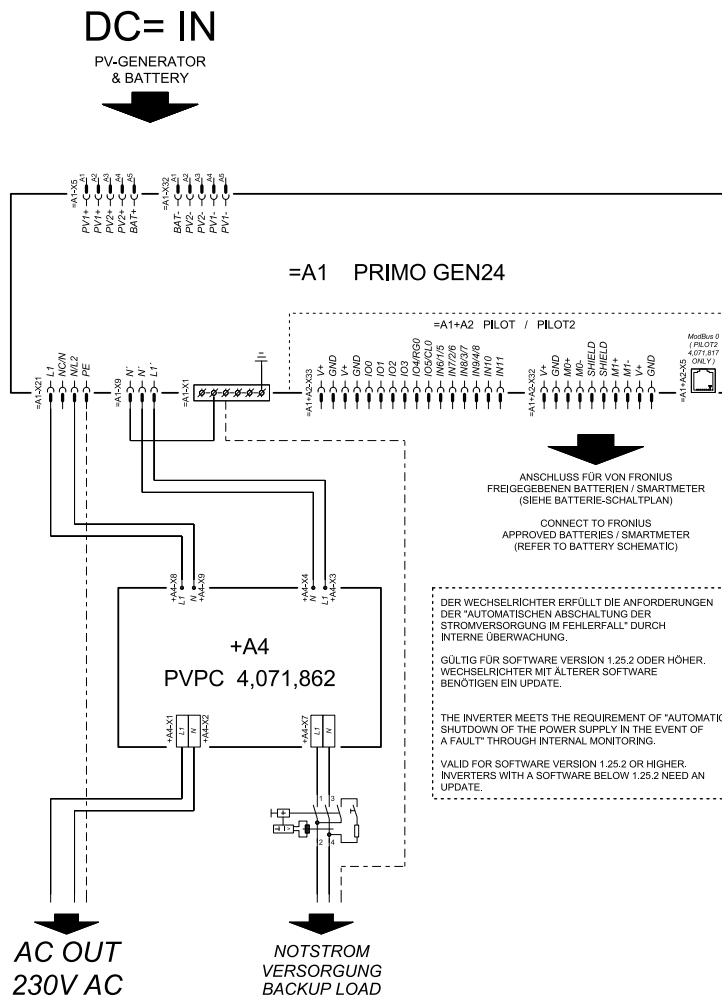 DC= IN
PV-GENERATOR
& BATTERY
=A1-X5
A1
A2
A3
A4
A5
PV1+
PV1+
PV2+
PV2+
BAT+
=A1-X32
A1
A2
A3
A4
A5
BAT-
PV2-
PV2-
PV1-
PV1-
=A1 PRIMO GEN24
=A1+A2 PILOT / PILOT2
ModBus 0
( PILOT2
4,071,817
ONLY )
=A1-X21
L1
NC/N
N/L2
PE
=A1-X9
N'
N'
L1'
=A1-X1
=A1+A2-X33
V+
GND
V+
GND
IO0
IO1
IO2
IO3
IO4/RG0
IO5/CL0
IN6/1/5
IN7/2/6
IN8/3/7
IN9/4/8
IN10
IN11
=A1+A2-X32
V+
GND
M0+
M0-
SHIELD
SHIELD
M1+
M1-
V+
GND
=A1+A2-X5
ANSCHLUSS FÜR VON FRONIUS
FREIGEGEBENEN BATTERIEN / SMARTMETER
(SIEHE BATTERIE-SCHALTPLAN)
CONNECT TO FRONIUS
APPROVED BATTERIES / SMARTMETER
(REFER TO BATTERY SCHEMATIC)
+A4-X8
L1
N
+A4-X9
+A4-X4
N
L1
+A4-X3
+A4
PVPC 4,071,862
+A4-X1
L1
N
+A4-X2
+A4-X7
L1
N
DER WECHSELRICHTER ERFÜLLT DIE ANFORDERUNGEN
DER "AUTOMATISCHEN ABSCHALTUNG DER
STROMVERSORGUNG IM FEHLERFALL" DURCH
INTERNE ÜBERWACHUNG.
GÜLTIG FÜR SOFTWARE VERSION 1.25.2 ODER HÖHER.
WECHSELRICHTER MIT ÄLTERER SOFTWARE
BENÖTIGEN EIN UPDATE.
THE INVERTER MEETS THE REQUIREMENT OF "AUTOMATIC
SHUTDOWN OF THE POWER SUPPLY IN THE EVENT OF
A FAULT" THROUGH INTERNAL MONITORING.
VALID FOR SOFTWARE VERSION 1.25.2 OR HIGHER.
INVERTERS WITH A SOFTWARE BELOW 1.25.2 NEED AN
UPDATE.
1
3
2
4
AC OUT
230V AC
NOTSTROM
VERSORGUNG
BACKUP LOAD